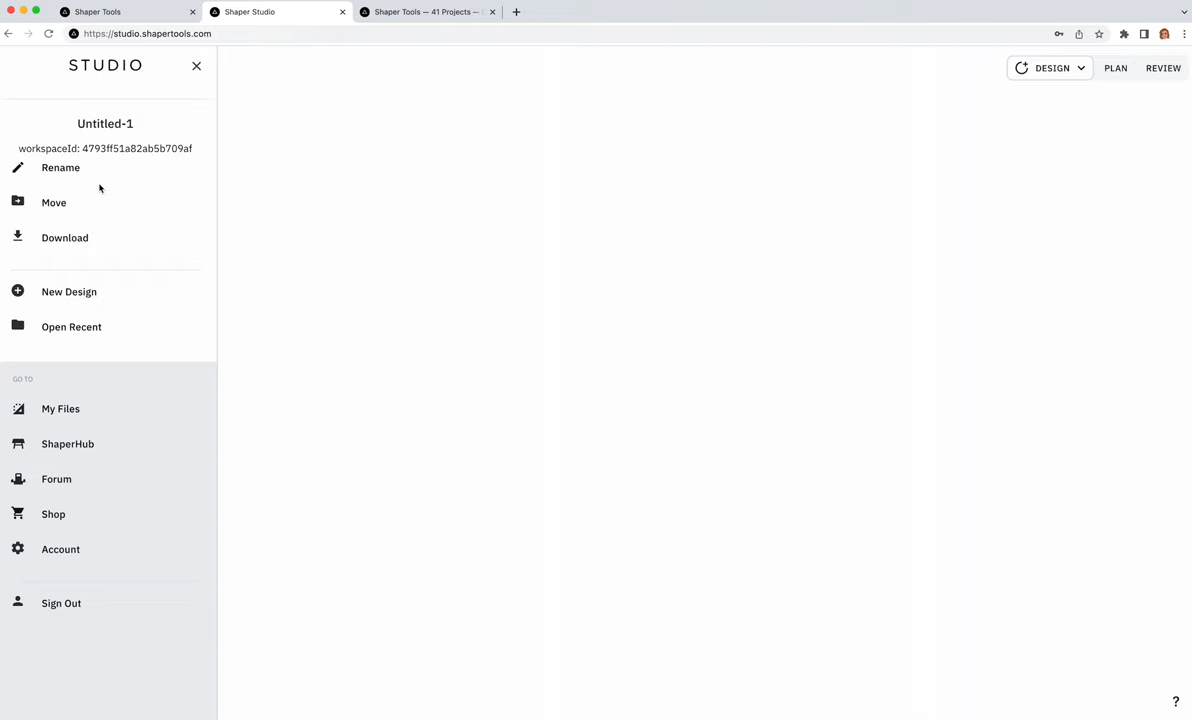 Shaper Tools
Shaper Studio
Shaper Tools — 41 Projects —
https://studio.shapertools.com
STUDIO
DESIGN
PLAN
REVIEW
Untitled-1
workspaceId: 4793ff51a82ab5b709af
Rename
Move
Download
New Design
Open Recent
GO TO
My Files
ShaperHub
Forum
Shop
Account
Sign Out
?